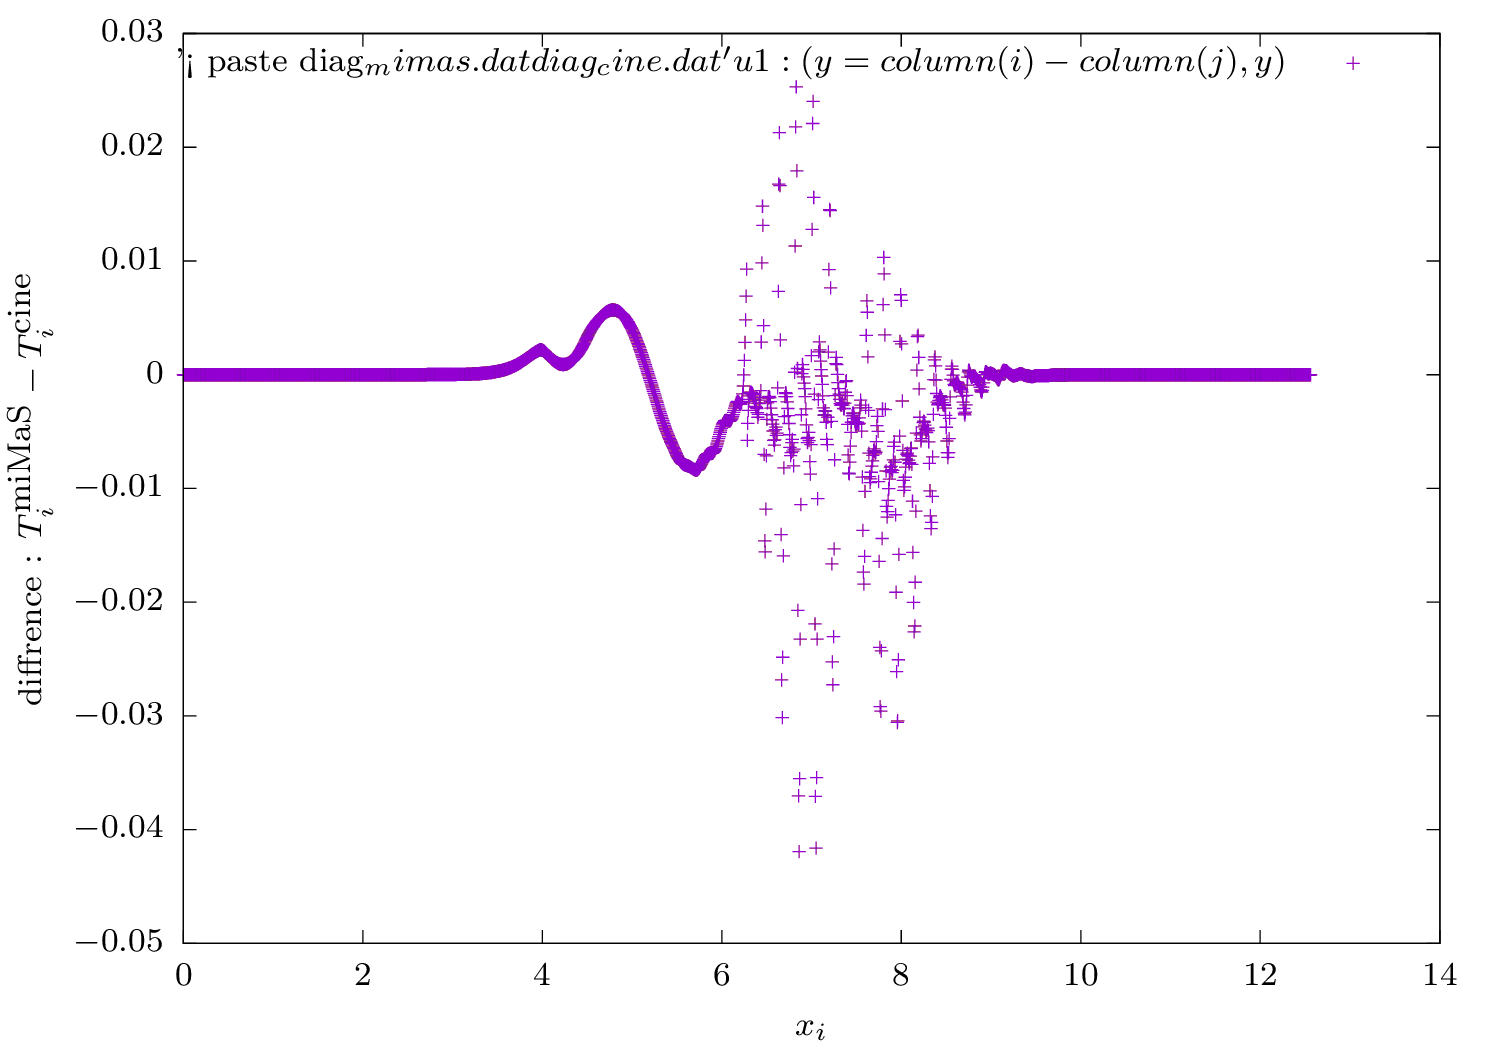 0.03
'¡ paste diag_mimas.datdiag_cine.dat′u1 : (y = column(i) − column(j), y)
0.02
0.01
0
−0.01
−0.02
−0.03
−0.04
−0.05
diffrence : T_i^miMaS − T_i^cine
0 2 4 6 8 10 12 14
x_i